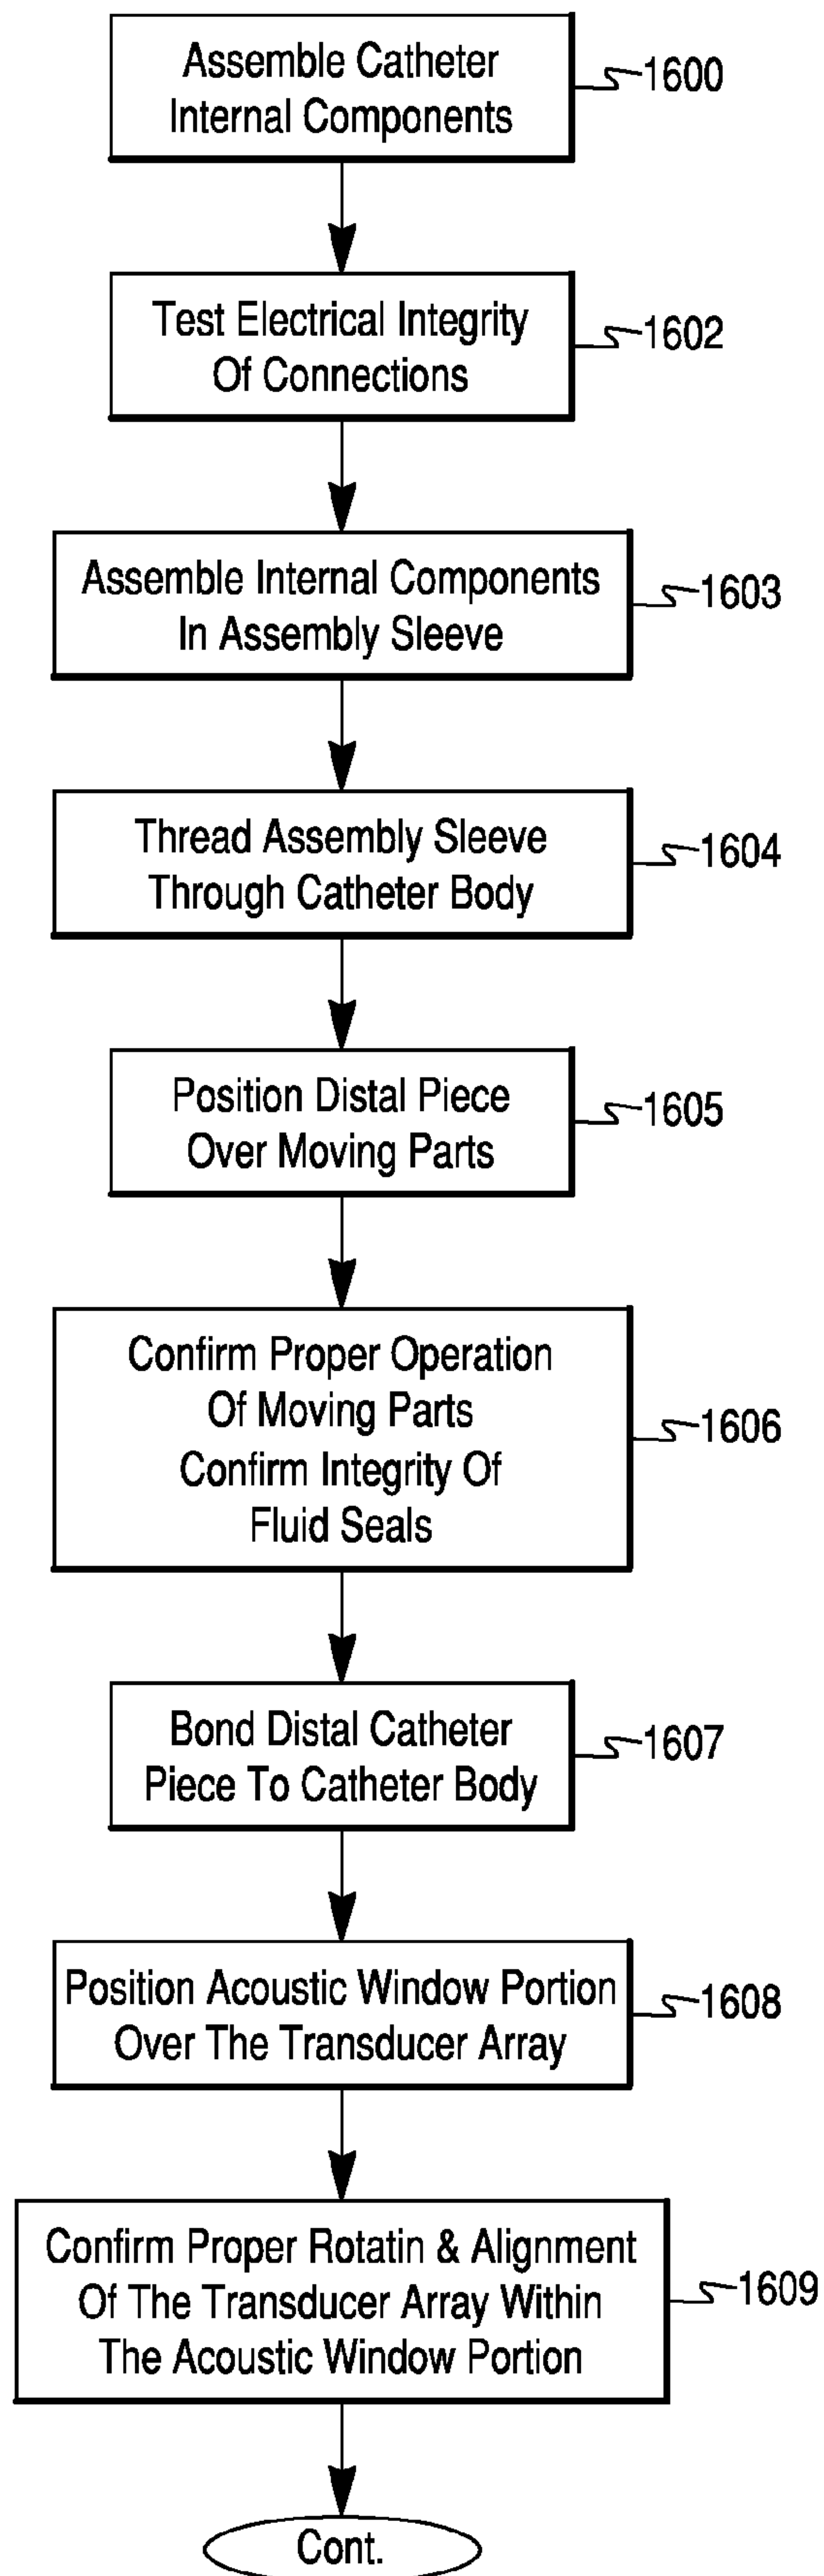 Assemble Catheter
Internal Components
1600
Test Electrical Integrity
Of Connections
1602
Assemble Internal Components
In Assembly Sleeve
1603
Thread Assembly Sleeve
Through Catheter Body
1604
Position Distal Piece
Over Moving Parts
1605
Confirm Proper Operation
Of Moving Parts
Confirm Integrity Of
Fluid Seals
1606
Bond Distal Catheter
Piece To Catheter Body
1607
Position Acoustic Window Portion
Over The Transducer Array
1608
Confirm Proper Rotatin & Alignment
Of The Transducer Array Within
The Acoustic Window Portion
1609
Cont.